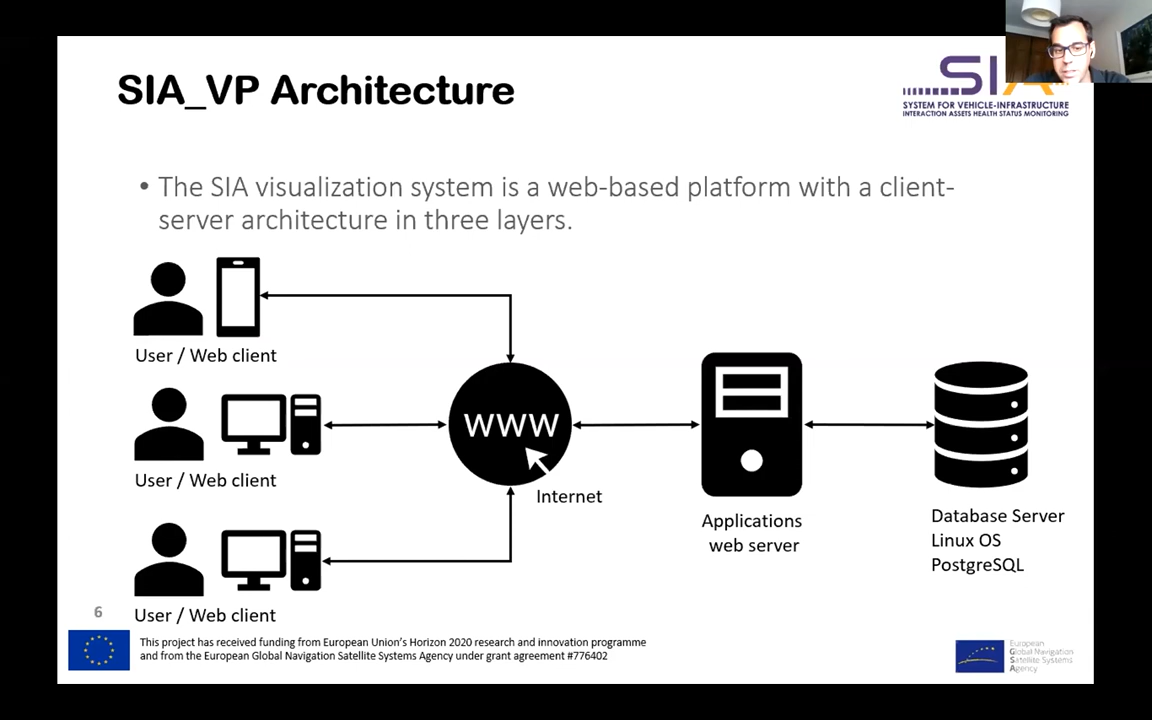 SIA_VP Architecture
SIA
SYSTEM FOR VEHICLE-INFRASTRUCTURE
INTERACTION ASSETS HEALTH STATUS MONITORING
• The SIA visualization system is a web-based platform with a client-
server architecture in three layers.
User / Web client
User / Web client
www
Internet
Applications
web server
Database Server
Linux OS
PostgreSQL
User / Web client
6
This project has received funding from European Union's Horizon 2020 research and innovation programme
and from the European Global Navigation Satellite Systems Agency under grant agreement #776402
European
Global Navigation
Satellite Systems
Agency